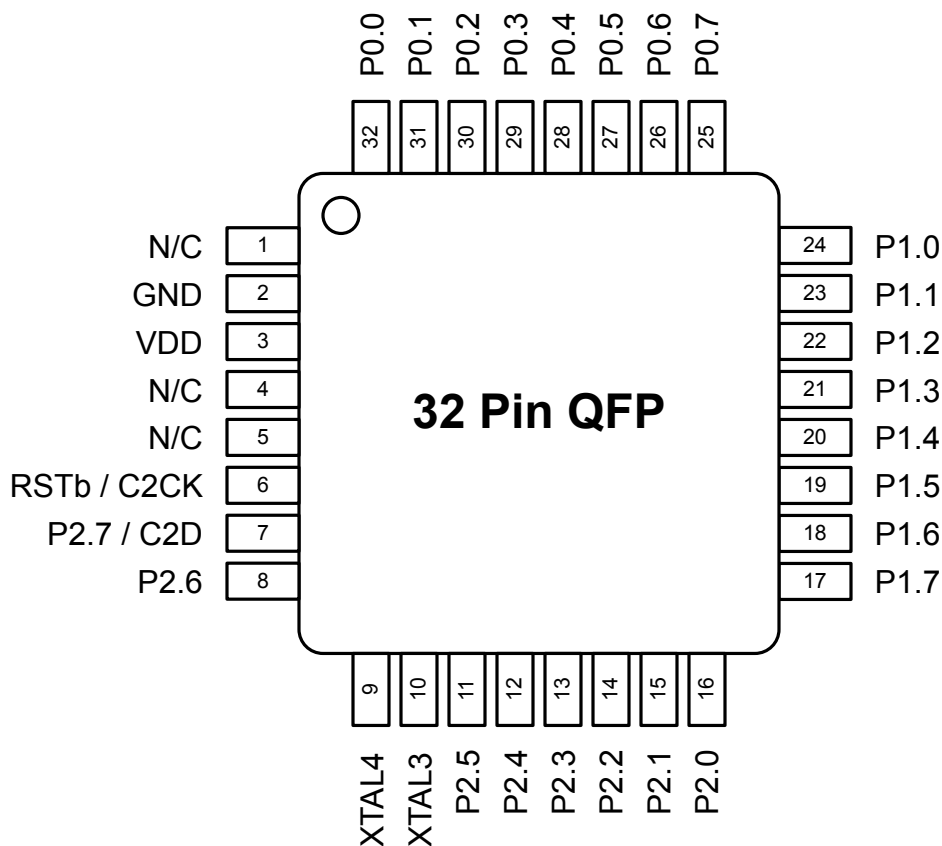 P0.0 P0.1 P0.2 P0.3 P0.4 P0.5 P0.6 P0.7
32 31 30 29 28 27 26 25
N/C 1
GND 2
VDD 3
N/C 4
N/C 5
RSTb / C2CK 6
P2.7 / C2D 7
P2.6 8
32 Pin QFP
24 P1.0
23 P1.1
22 P1.2
21 P1.3
20 P1.4
19 P1.5
18 P1.6
17 P1.7
9 10 11 12 13 14 15 16
XTAL4 XTAL3 P2.5 P2.4 P2.3 P2.2 P2.1 P2.0